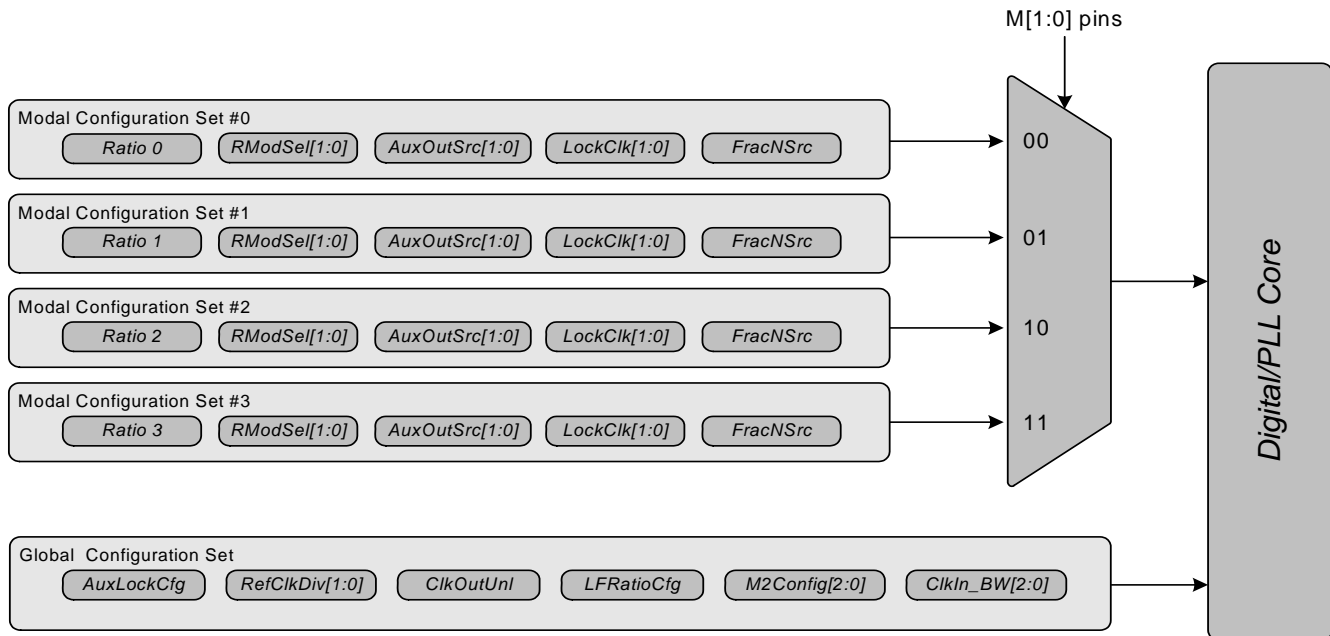 M[1:0] pins
Modal Configuration Set #0
Ratio 0 RModSel[1:0] AuxOutSrc[1:0] LockClk[1:0] FracNSrc
00
Modal Configuration Set #1
Ratio 1 RModSel[1:0] AuxOutSrc[1:0] LockClk[1:0] FracNSrc
01
Modal Configuration Set #2
Ratio 2 RModSel[1:0] AuxOutSrc[1:0] LockClk[1:0] FracNSrc
10
Modal Configuration Set #3
Ratio 3 RModSel[1:0] AuxOutSrc[1:0] LockClk[1:0] FracNSrc
11
Digital/PLL Core
Global Configuration Set
AuxLockCfg RefClkDiv[1:0] ClkOutUnl LFRatioCfg M2Config[2:0] ClkIn_BW[2:0]